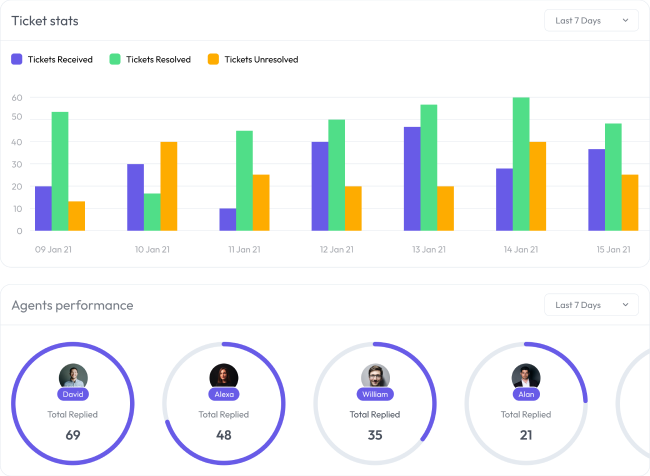 Ticket stats
Last 7 Days
Tickets Received Tickets Resolved Tickets Unresolved
60
50
40
30
20
10
0
09 Jan 21 10 Jan 21 11 Jan 21 12 Jan 21 13 Jan 21 14 Jan 21 15 Jan 21
Agents performance
Last 7 Days
David Alexa William Alan
Total Replied Total Replied Total Replied Total Replied
69 48 35 21